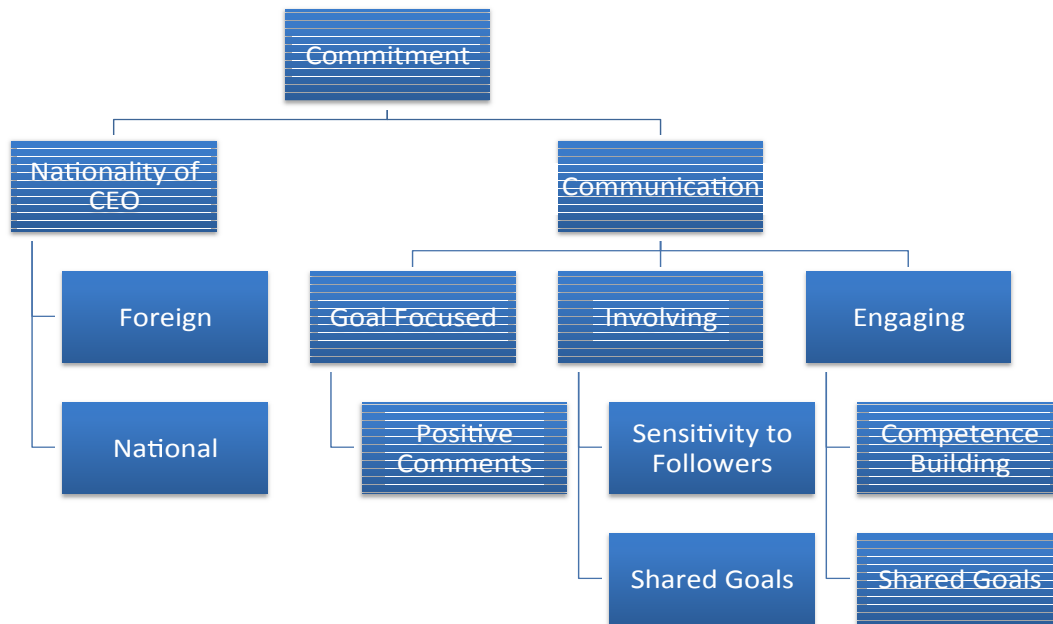 Commitment
Nationality of
CEO
Communication
Foreign
Goal Focused
Involving
Engaging
National
Positive
Comments
Sensitivity to
Followers
Competence
Building
Shared Goals
Shared Goals